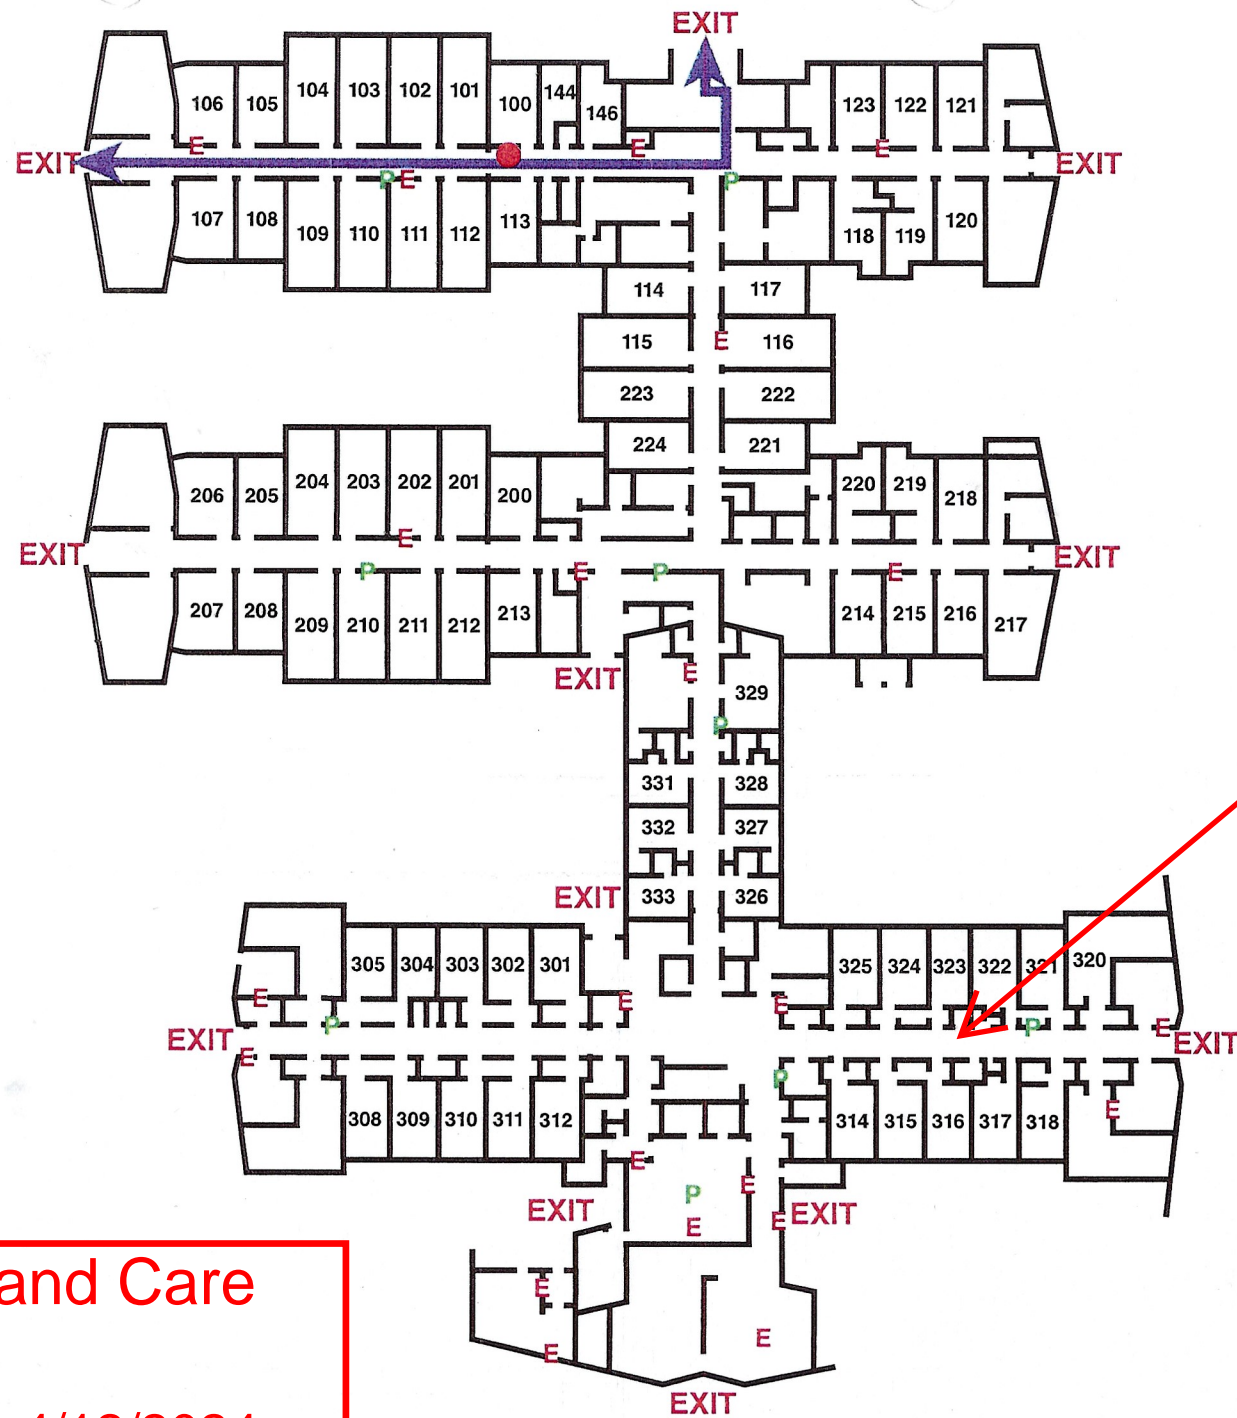 EXIT
106 105 104 103 102 101 100 144 146 123 122 121
E E E
EXIT EXIT
P E P
107 108 109 110 111 112 113 118 119 120
114 117
E
115 116
223 222
224 221
206 205 204 203 202 201 200 220 219 218
E
EXIT EXIT
P E P E
207 208 209 210 211 212 213 214 215 216 217
EXIT E
329
P
331 328
332 327
EXIT 333 326
305 304 303 302 301 325 324 323 322 321 320
E E E
P P E
EXIT EXIT
E
P
308 309 310 311 312 314 315 316 317 318
E
E
E
P
EXIT E E EXIT
E
E
E
EXIT
and Care